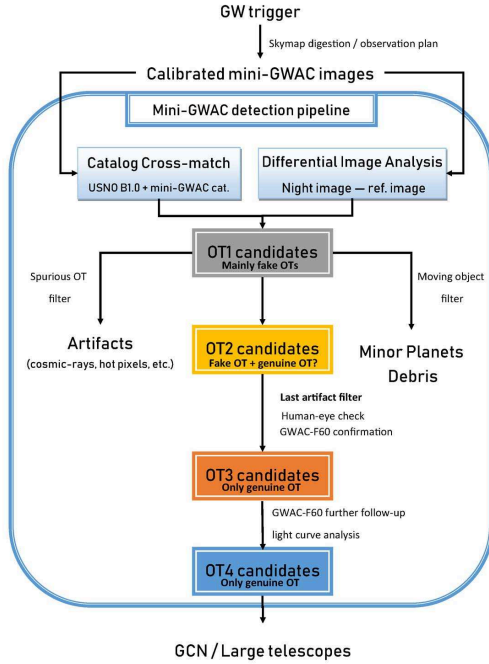 GW trigger
Skymap digestion / observation plan
Calibrated mini-GWAC images
Mini-GWAC detection pipeline
Catalog Cross-match
USNO B1.0 + mini-GWAC cat.
Differential Image Analysis
Night image — ref. image
OT1 candidates
Mainly fake OTs
Spurious OT
filter
Moving object
filter
Artifacts
(cosmic-rays, hot pixels, etc.)
OT2 candidates
Fake OT + genuine OT?
Minor Planets
Debris
Last artifact filter
Human-eye check
GWAC-F60 confirmation
OT3 candidates
Only genuine OT
GWAC-F60 further follow-up
light curve analysis
OT4 candidates
Only genuine OT
GCN / Large telescopes